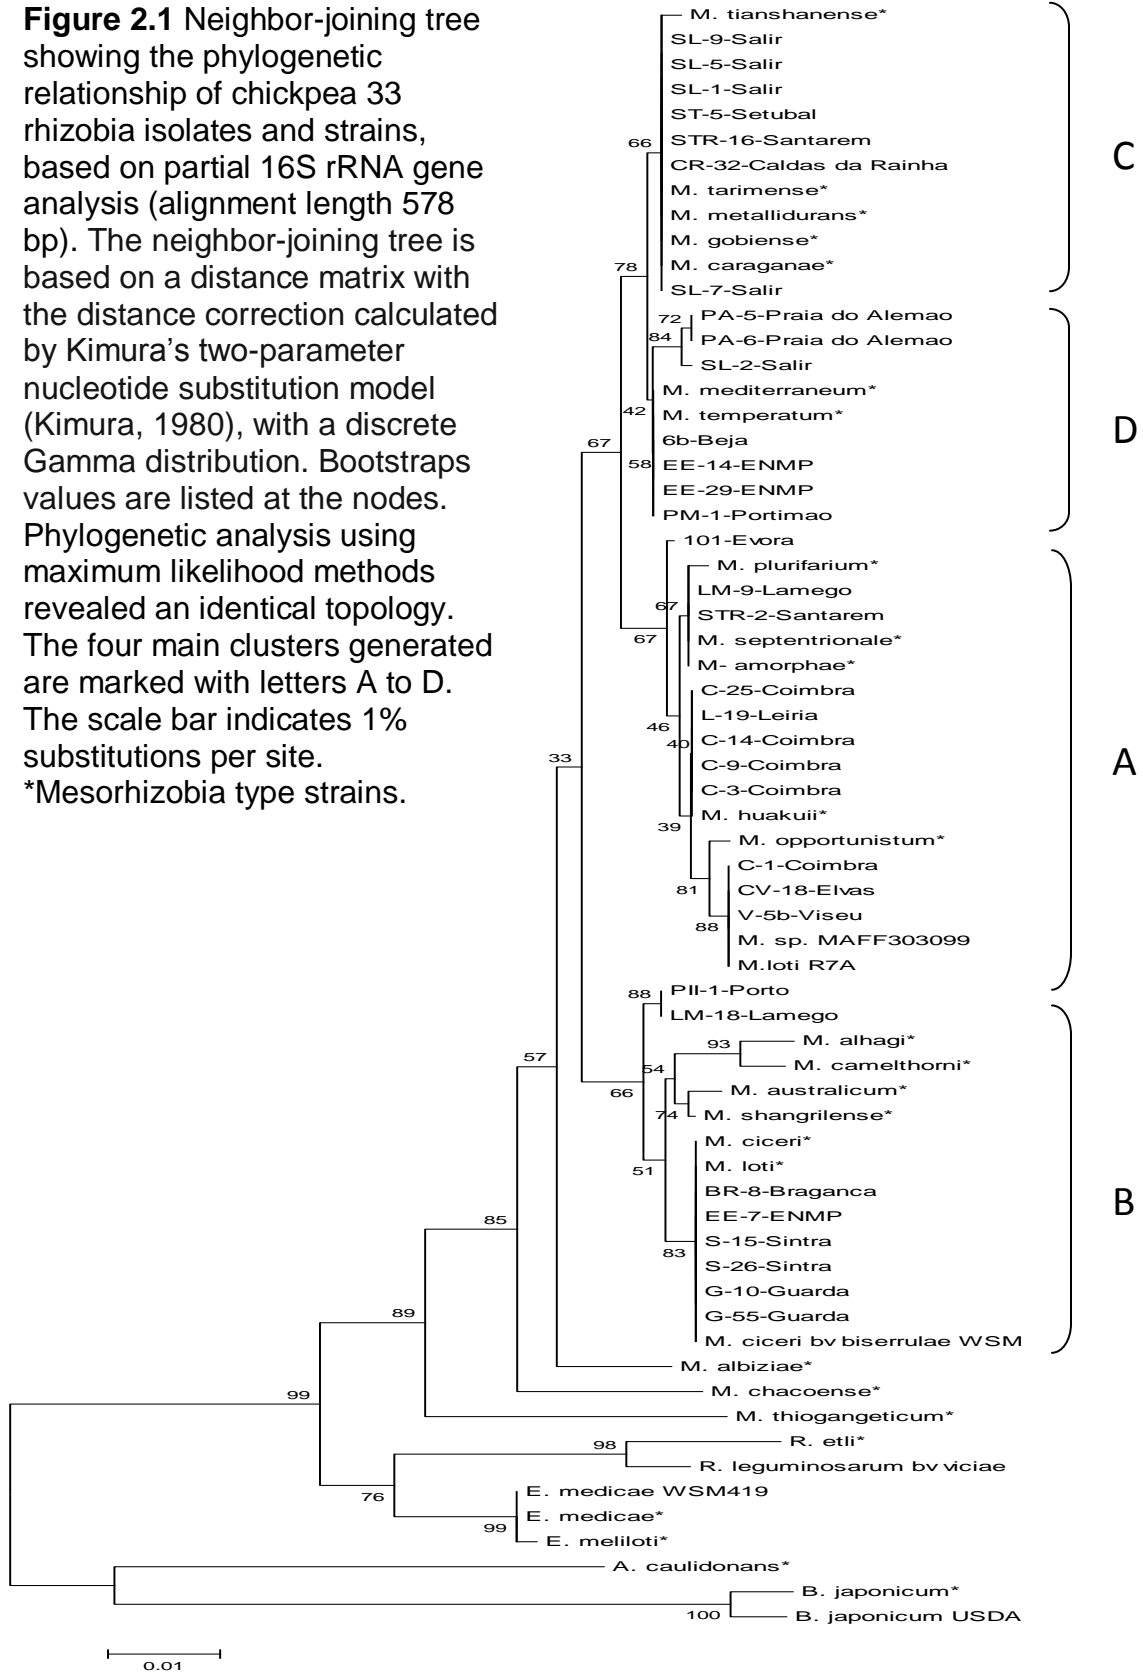 Figure 2.1 Neighbor-joining tree
showing the phylogenetic
relationship of chickpea 33
rhizobia isolates and strains,
based on partial 16S rRNA gene
analysis (alignment length 578
bp). The neighbor-joining tree is
based on a distance matrix with
the distance correction calculated
by Kimura's two-parameter
nucleotide substitution model
(Kimura, 1980), with a discrete
Gamma distribution. Bootstraps
values are listed at the nodes.
Phylogenetic analysis using
maximum likelihood methods
revealed an identical topology.
The four main clusters generated
are marked with letters A to D.
The scale bar indicates 1%
substitutions per site.
*Mesorhizobia type strains.
M. tianshanense*
SL-9-Salir
SL-5-Salir
SL-1-Salir
ST-5-Setubal
66
STR-16-Santarem
C
CR-32-Caldas da Rainha
M. tarimense*
M. metallidurans*
M. gobiense*
78
M. caraganae*
SL-7-Salir
72
PA-5-Praia do Alemao
84
PA-6-Praia do Alemao
SL-2-Salir
M. mediterraneum*
42
M. temperatum*
D
67
6b-Beja
58
EE-14-ENMP
EE-29-ENMP
PM-1-Portimao
101-Evora
M. plurifarium*
LM-9-Lamego
67
STR-2-Santarem
67
M. septentrionale*
M- amorphae*
C-25-Coimbra
L-19-Leiria
46
40
C-14-Coimbra
33
C-9-Coimbra
A
C-3-Coimbra
M. huakuii*
39
M. opportunistum*
C-1-Coimbra
81
CV-18-Elvas
V-5b-Viseu
88
M. sp. MAFF303099
M.loti R7A
88
PII-1-Porto
LM-18-Lamego
93
M. alhagi*
57
54
M. camelthorni*
66
M. australicum*
74
M. shangrilense*
M. ciceri*
51
M. loti*
BR-8-Braganca
B
85
EE-7-ENMP
S-15-Sintra
83
S-26-Sintra
G-10-Guarda
89
G-55-Guarda
M. ciceri bv biserrulae WSM
M. albiziae*
99
M. chacoense*
M. thiogangeticum*
98
R. etli*
R. leguminosarum bv viciae
76
E. medicae WSM419
E. medicae*
99
E. meliloti*
A. caulidonans*
B. japonicum*
100
B. japonicum USDA
0.01